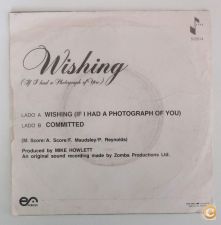 Wishing
(If I had a Photograph of You)
LADO A: WISHING (IF I HAD A PHOTOGRAPH OF YOU)
LADO B: COMMITTED
(M. Score/A. Score/F. Maudsley/P. Reynolds)
Produced by MIKE HOWLETT
An original sound recording made by Zomba Productions Ltd.